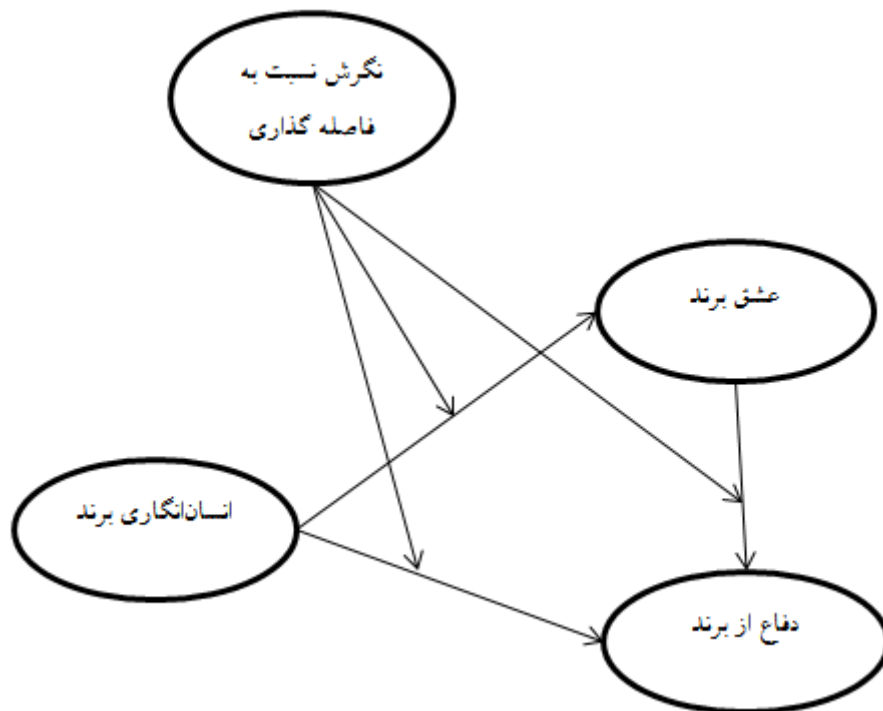 نگرش نسبت به
فاصله گذاری
عشق برند
انسان‌انگاری برند
دفاع از برند